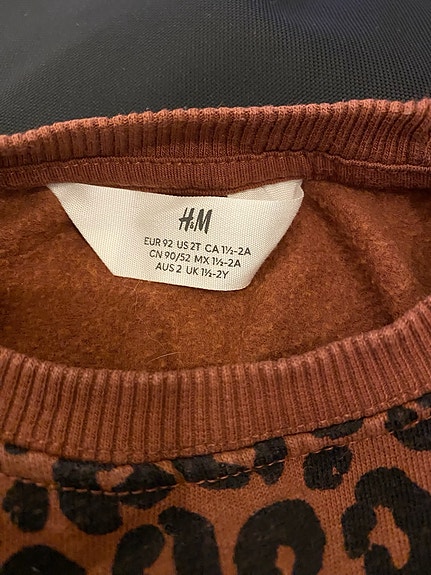 H&M
EUR 92 US 2T CA 1½-2A
CN 90/52 MX 1½-2A
AUS 2 UK 1½-2Y